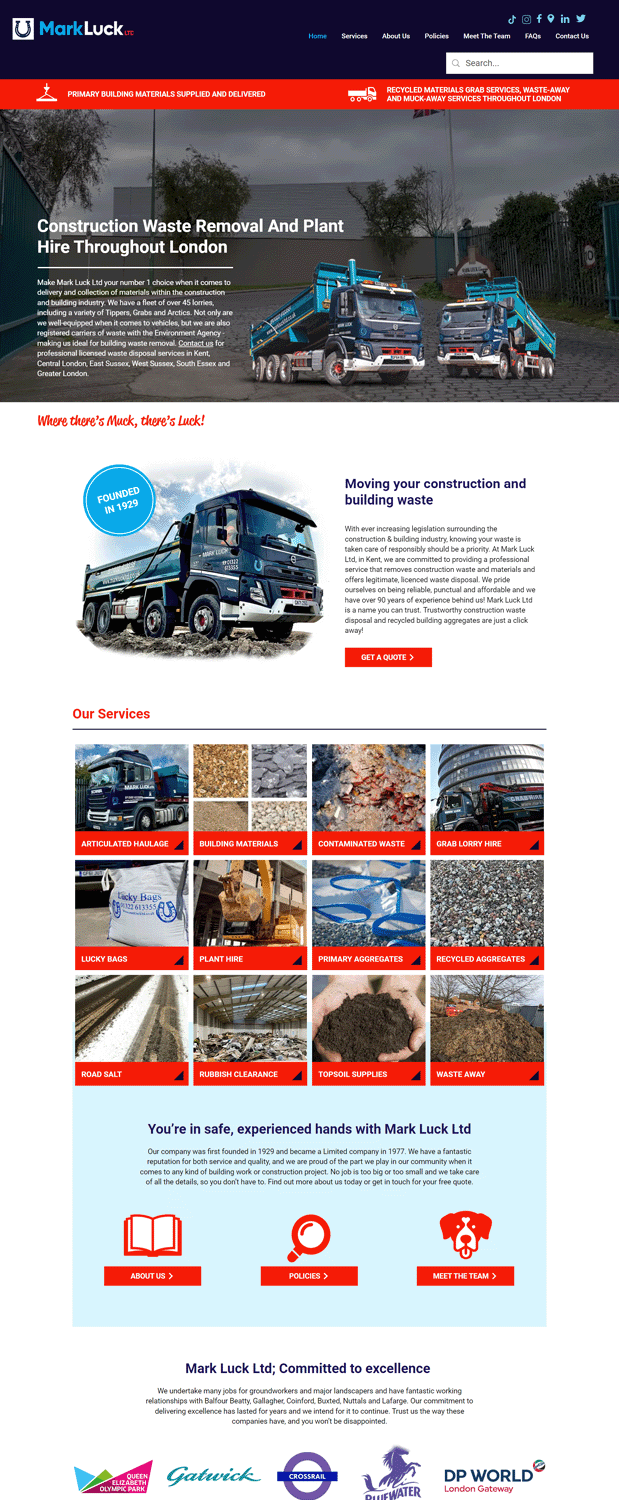 MarkLuck LTD
Home Services About Us Policies Meet The Team FAQs Contact Us
Search...
PRIMARY BUILDING MATERIALS SUPPLIED AND DELIVERED
RECYCLED MATERIALS GRAB SERVICES, WASTE-AWAY
AND MUCK-AWAY SERVICES THROUGHOUT LONDON
Construction Waste Removal And Plant
Hire Throughout London
Make Mark Luck Ltd your number 1 choice when it comes to
delivery and collection of materials within the construction
and building industry. We have a fleet of over 45 lorries,
including a variety of Tippers, Grabs and Arctics. Not only are
we well-equipped when it comes to vehicles, but we are also
registered carriers of waste with the Environment Agency -
making us ideal for building waste removal. Contact us for
professional licensed waste disposal services in Kent,
Central London, East Sussex, West Sussex, South Essex and
Greater London.
Where there's Muck, there's Luck!
FOUNDED
IN 1929
MARK LUCK
Moving your construction and
building waste
With ever increasing legislation surrounding the
construction & building industry, knowing your waste is
taken care of responsibly should be a priority. At Mark Luck
Ltd, in Kent, we are committed to providing a professional
service that removes construction waste and materials and
offers legitimate, licenced waste disposal. We pride
ourselves on being reliable, punctual and affordable and we
have over 90 years of experience behind us! Mark Luck Ltd
is a name you can trust. Trustworthy construction waste
disposal and recycled building aggregates are just a click
away!
GET A QUOTE
Our Services
MARK LUCK
ARTICULATED HAULAGE
BUILDING MATERIALS
CONTAMINATED WASTE
GRAB LORRY HIRE
Lucky Bags
01322 613355
LUCKY BAGS
PLANT HIRE
PRIMARY AGGREGATES
RECYCLED AGGREGATES
ROAD SALT
RUBBISH CLEARANCE
TOPSOIL SUPPLIES
WASTE AWAY
You're in safe, experienced hands with Mark Luck Ltd
Our company was first founded in 1929 and became a Limited company in 1977. We have a fantastic
reputation for both service and quality, and we are proud of the part we play in our community when it
comes to any kind of building work or construction project. No job is too big or too small and we take care
of all the details, so you don't have to. Find out more about us today or get in touch for your free quote.
ABOUT US
POLICIES
MEET THE TEAM
Mark Luck Ltd; Committed to excellence
We undertake many jobs for groundworkers and major landscapers and have fantastic working
relationships with Balfour Beatty, Gallagher, Coinford, Buxted, Nuttals and Lafarge. Our commitment to
delivering excellence has lasted for years and we intend for it to continue. Trust us the way these
companies have, and you won't be disappointed.
QUEEN
ELIZABETH
OLYMPIC PARK
Gatwick
CROSSRAIL
BLUEWATER
DP WORLD
London Gateway